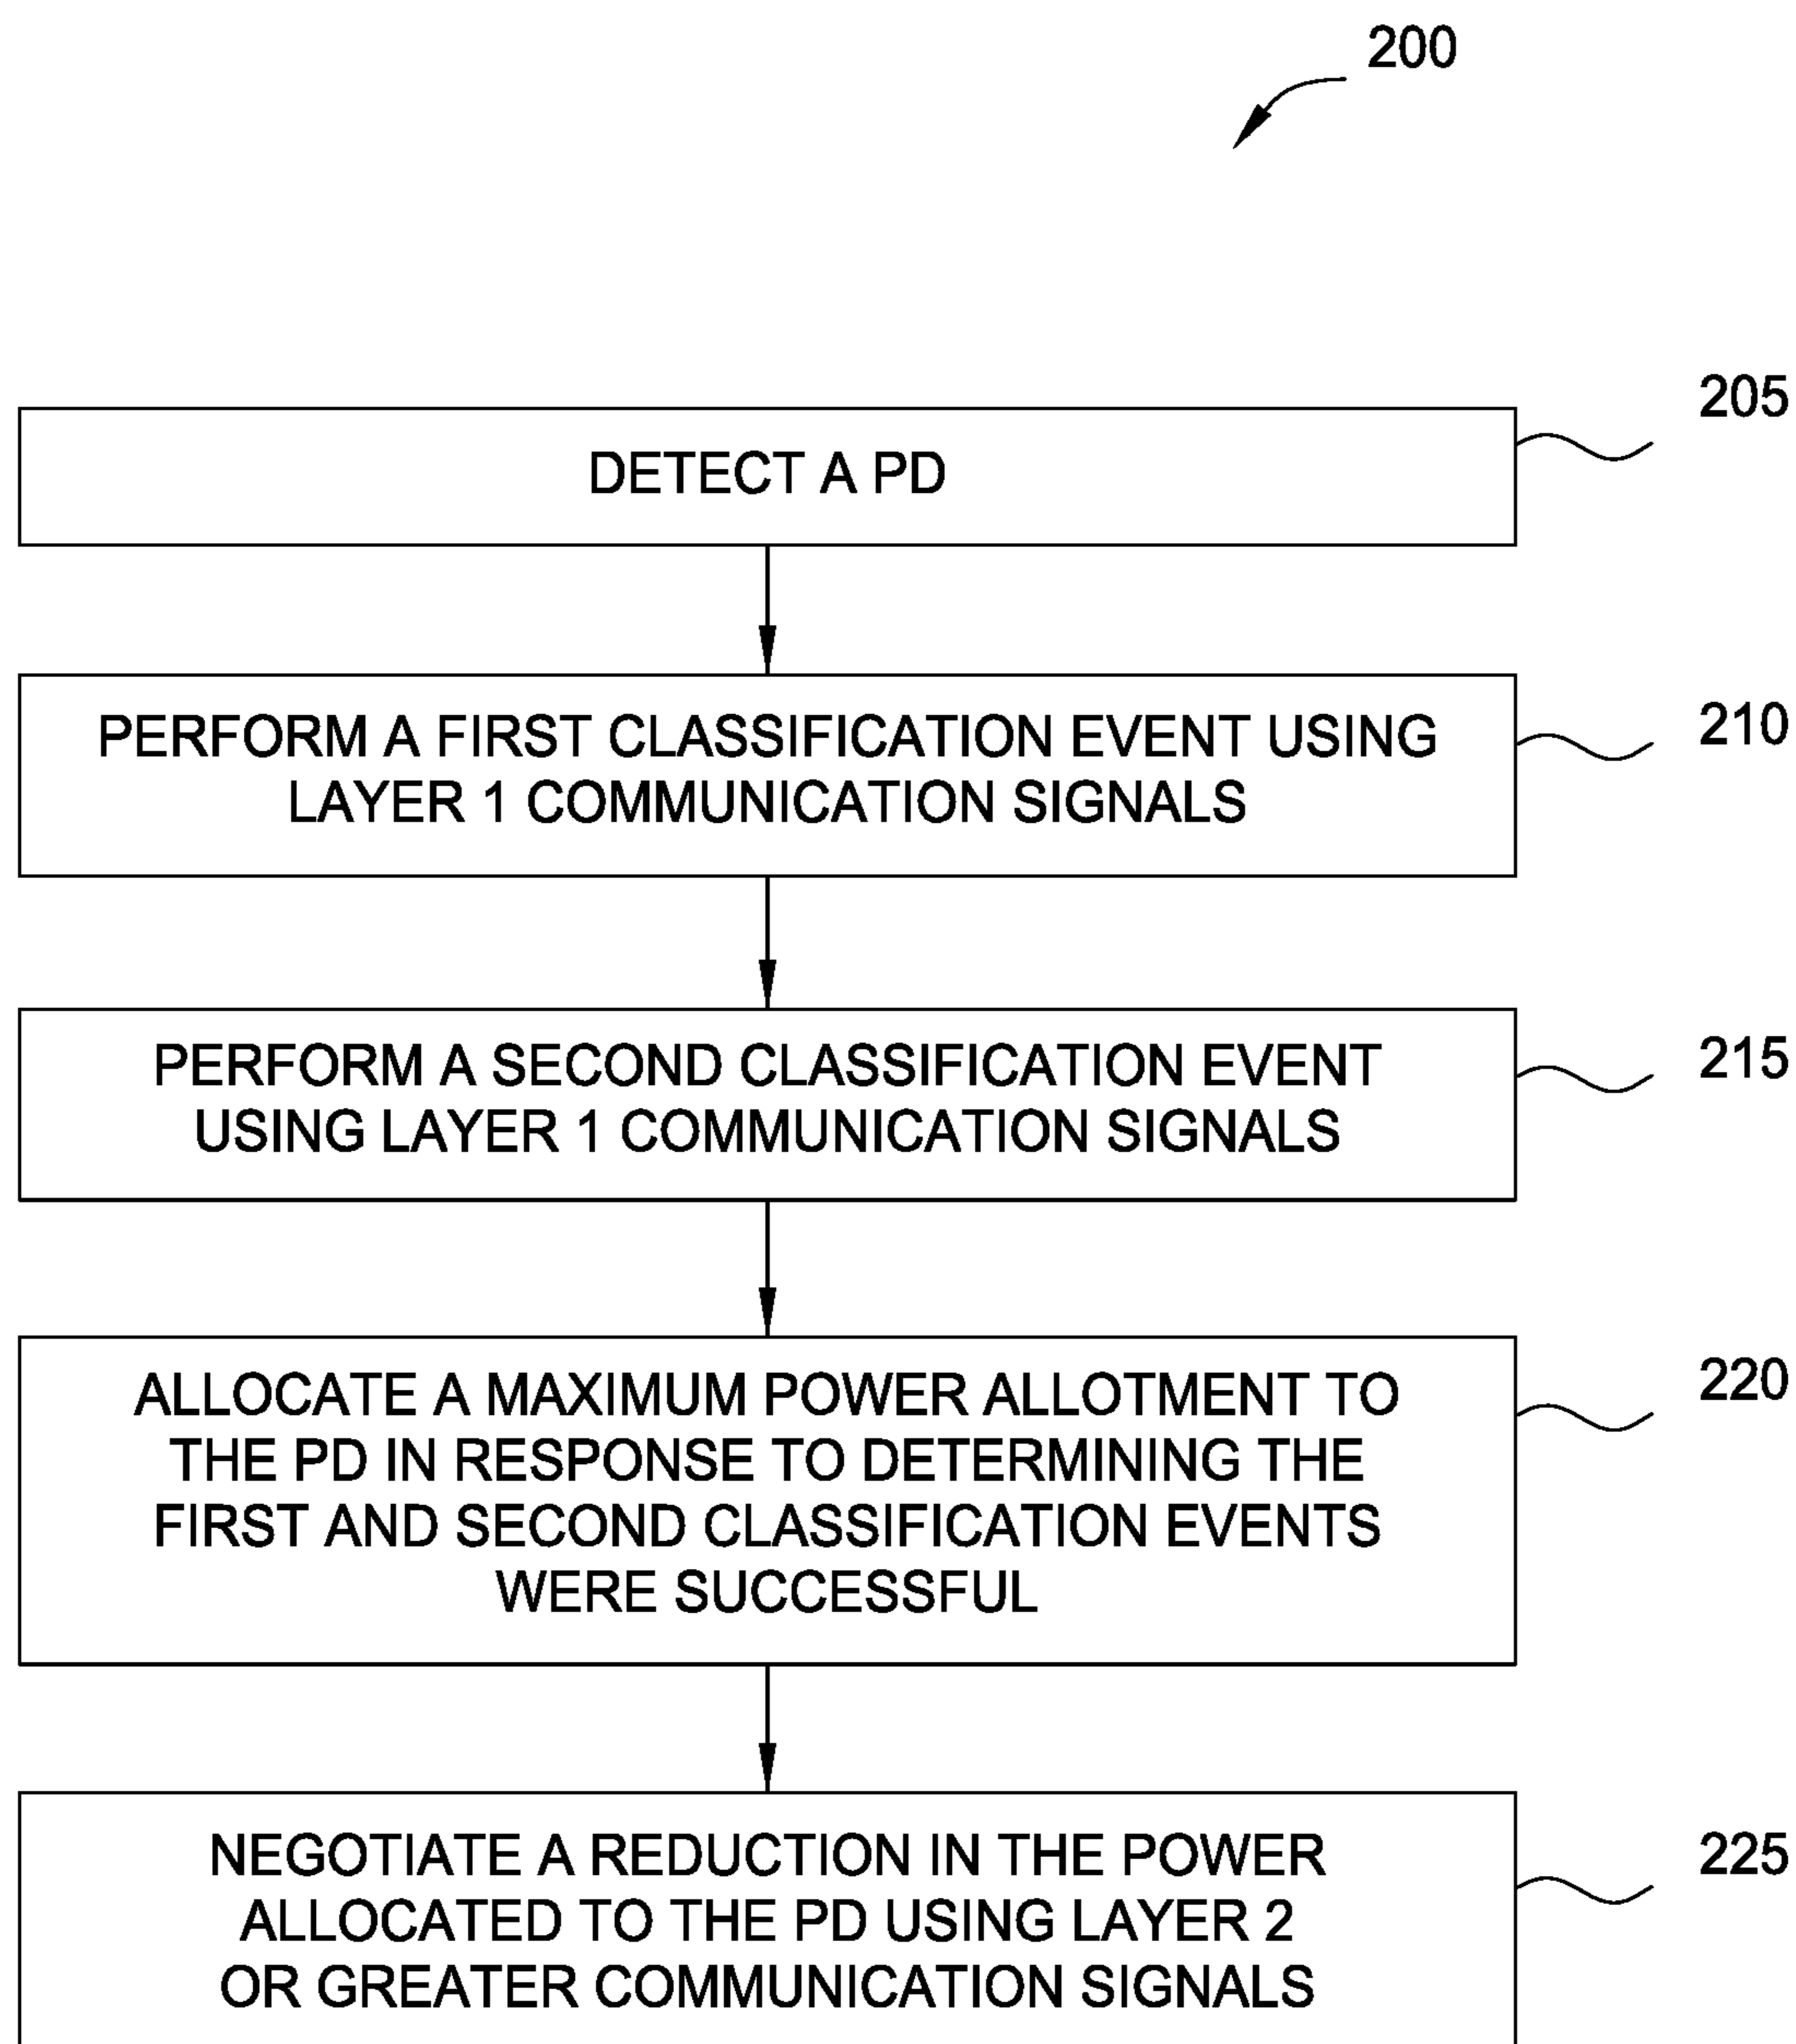 200
DETECT A PD
205
PERFORM A FIRST CLASSIFICATION EVENT USING
LAYER 1 COMMUNICATION SIGNALS
210
PERFORM A SECOND CLASSIFICATION EVENT
USING LAYER 1 COMMUNICATION SIGNALS
215
ALLOCATE A MAXIMUM POWER ALLOTMENT TO
THE PD IN RESPONSE TO DETERMINING THE
FIRST AND SECOND CLASSIFICATION EVENTS
WERE SUCCESSFUL
220
NEGOTIATE A REDUCTION IN THE POWER
ALLOCATED TO THE PD USING LAYER 2
OR GREATER COMMUNICATION SIGNALS
225